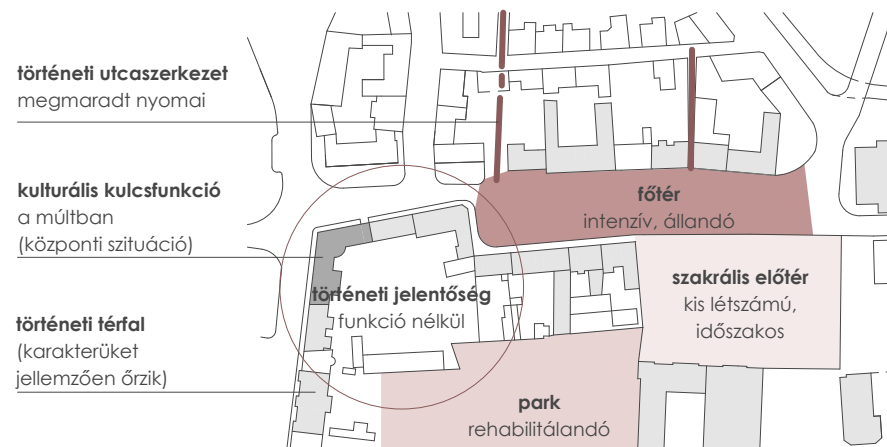 történeti utcaszerkezet
megmaradt nyomai
kulturális kulcsfunkció
a múltban
(központi szituáció)
történeti térfal
(karakterüket
jellemzően őrzik)
főtér
intenzív, állandó
szakrális előtér
kis létszámú,
időszakos
történeti jelentőség
funkció nélkül
park
rehabilitálandó